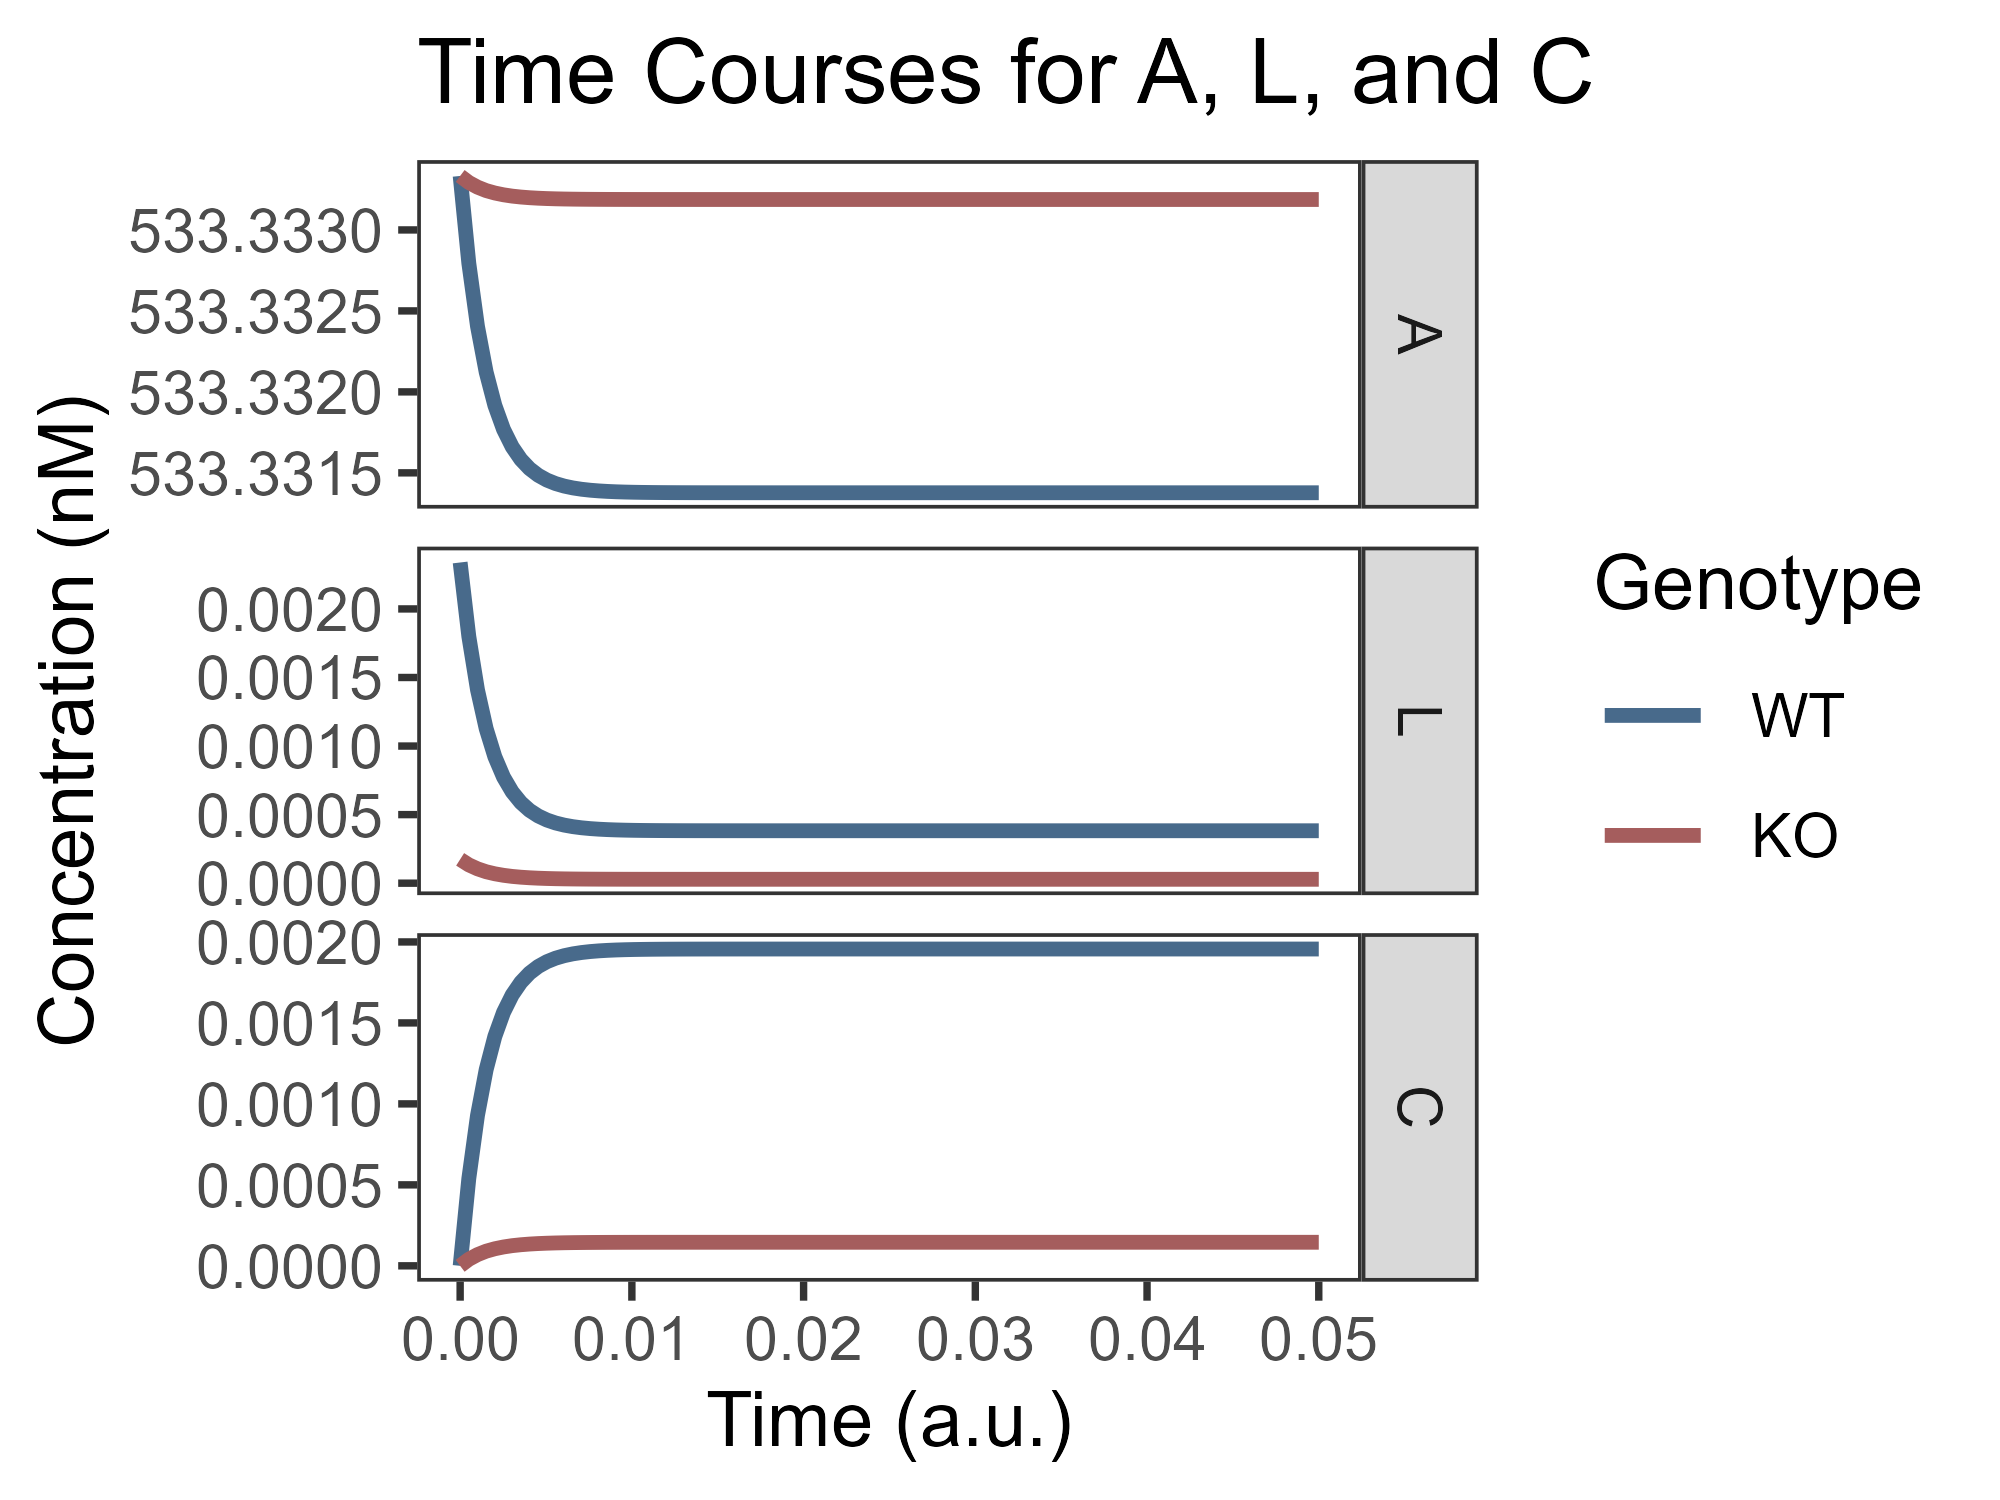 Time Courses for A, L, and C
Concentration (nM)
533.3330
533.3325
533.3320
533.3315
A
0.0020
0.0015
0.0010
0.0005
0.0000
L
0.0020
0.0015
0.0010
0.0005
0.0000
C
0.00 0.01 0.02 0.03 0.04 0.05
Time (a.u.)
Genotype
WT
KO